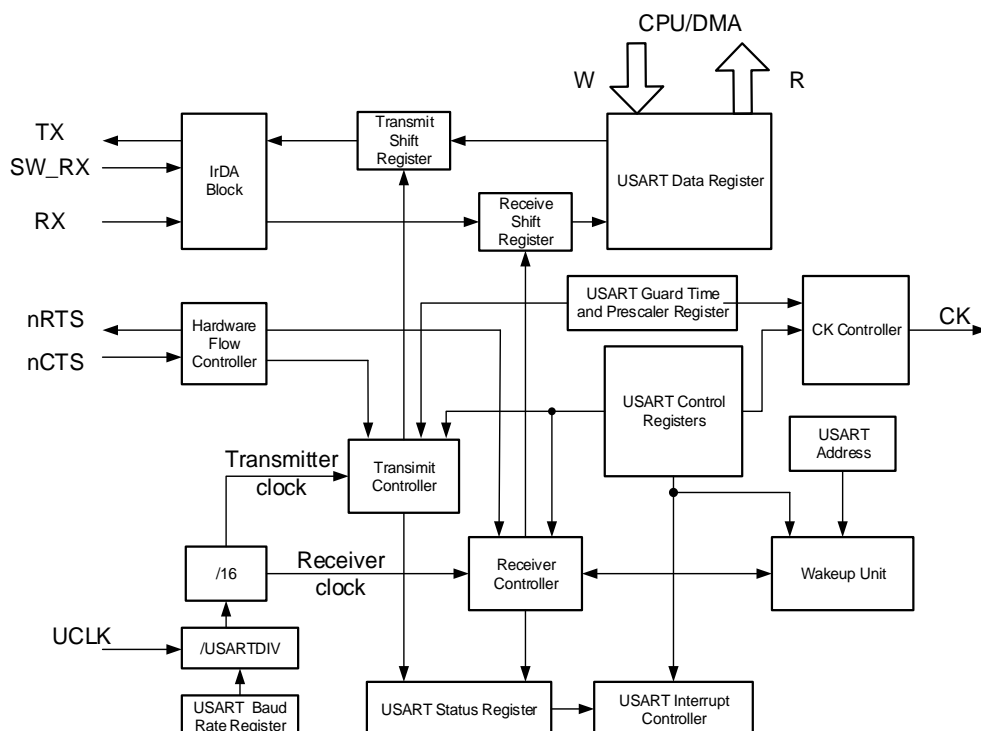 CPU/DMA
W
R
TX
SW_RX
RX
IrDA
Block
Transmit
Shift
Register
Receive
Shift
Register
USART Data Register
nRTS
nCTS
Hardware
Flow
Controller
USART Guard Time
and Prescaler Register
CK Controller
CK
USART Control
Registers
USART
Address
Transmitter
clock
Transimit
Controller
/16
Receiver
clock
Receiver
Controller
Wakeup Unit
UCLK
/USARTDIV
USART Baud
Rate Register
USART Status Register
USART Interrupt
Controller